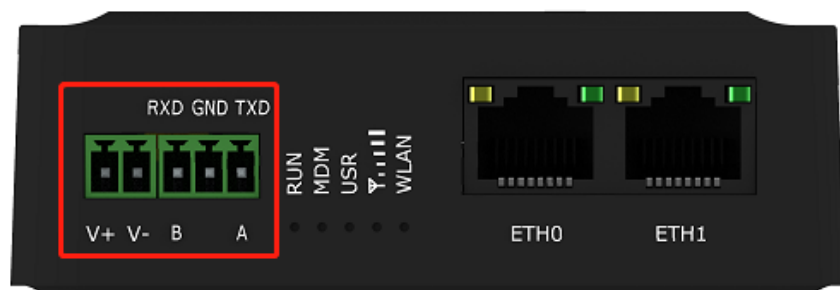 RXD GND TXD
V+ V- B A
RUN
MDM
USR
WLAN
ETH0
ETH1